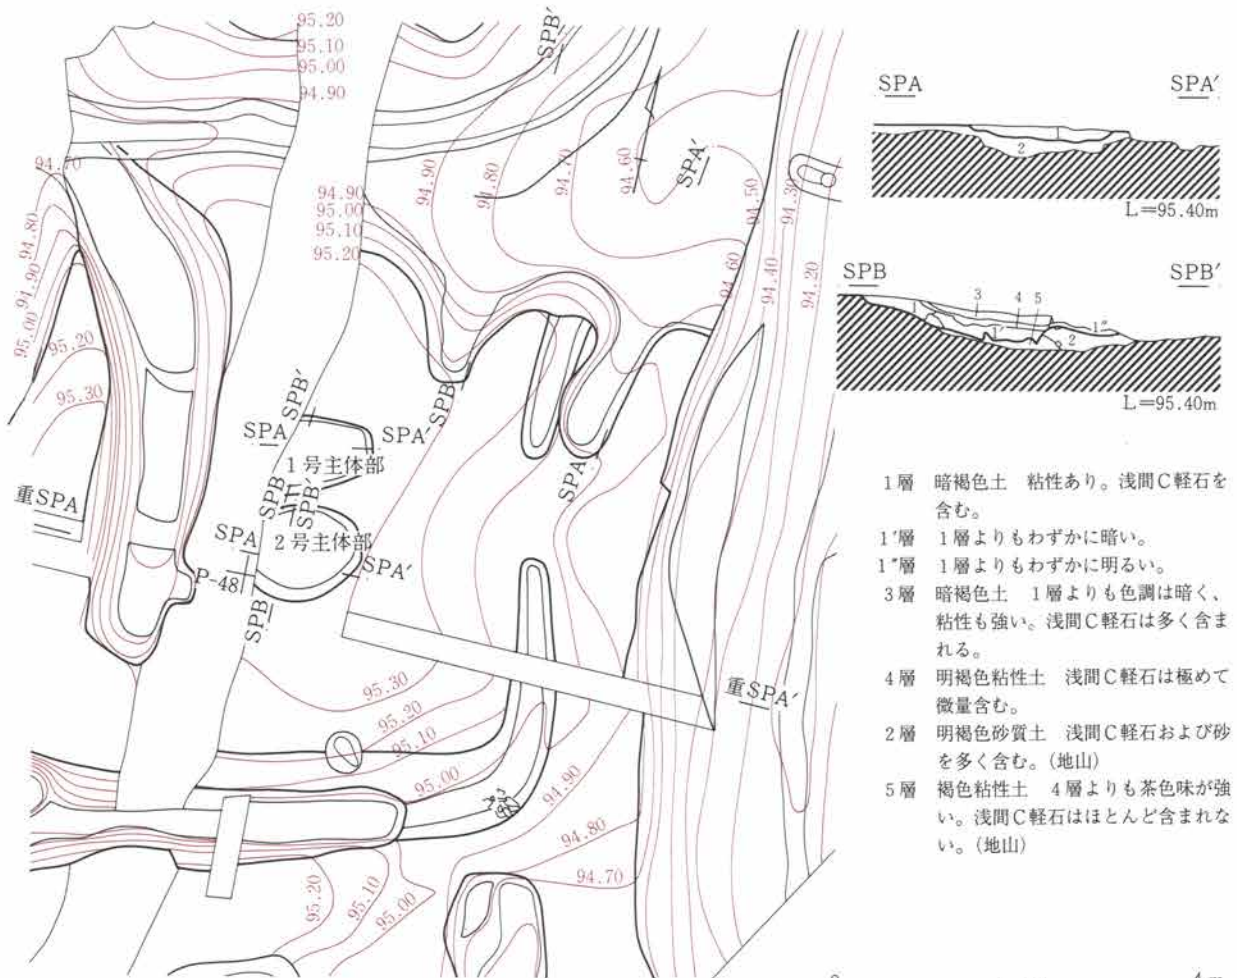 95.20
95.10
95.00
94.90
SPB′
94.70
94.80
94.90
95.00
95.20
95.30
94.90
95.00
95.10
95.20
94.90
94.80
94.70
94.60
SPA′
94.50
94.30
94.60
94.40
94.20
SPB′
SPA
SPA′
1号主体部
SPB
SPB′
SPB
SPA
重SPA
SPA
2号主体部
SPA′
P-48
SPB
95.30
95.20
95.10
95.00
94.90
94.80
94.70
95.20
95.10
95.00
重SPA′
SPA
SPA′
2
L=95.40m
SPB
SPB′
3
4
5
1′
2
1″
L=95.40m
1層 暗褐色土 粘性あり。浅間C軽石を
含む。
1′層 1層よりもわずかに暗い。
1″層 1層よりもわずかに明るい。
3層 暗褐色土 1層よりも色調は暗く、
粘性も強い。浅間C軽石は多く含ま
れる。
4層 明褐色粘性土 浅間C軽石は極めて
微量含む。
2層 明褐色砂質土 浅間C軽石および砂
を多く含む。(地山)
5層 褐色粘性土 4層よりも茶色味が強
い。浅間C軽石はほとんど含まれな
い。(地山)